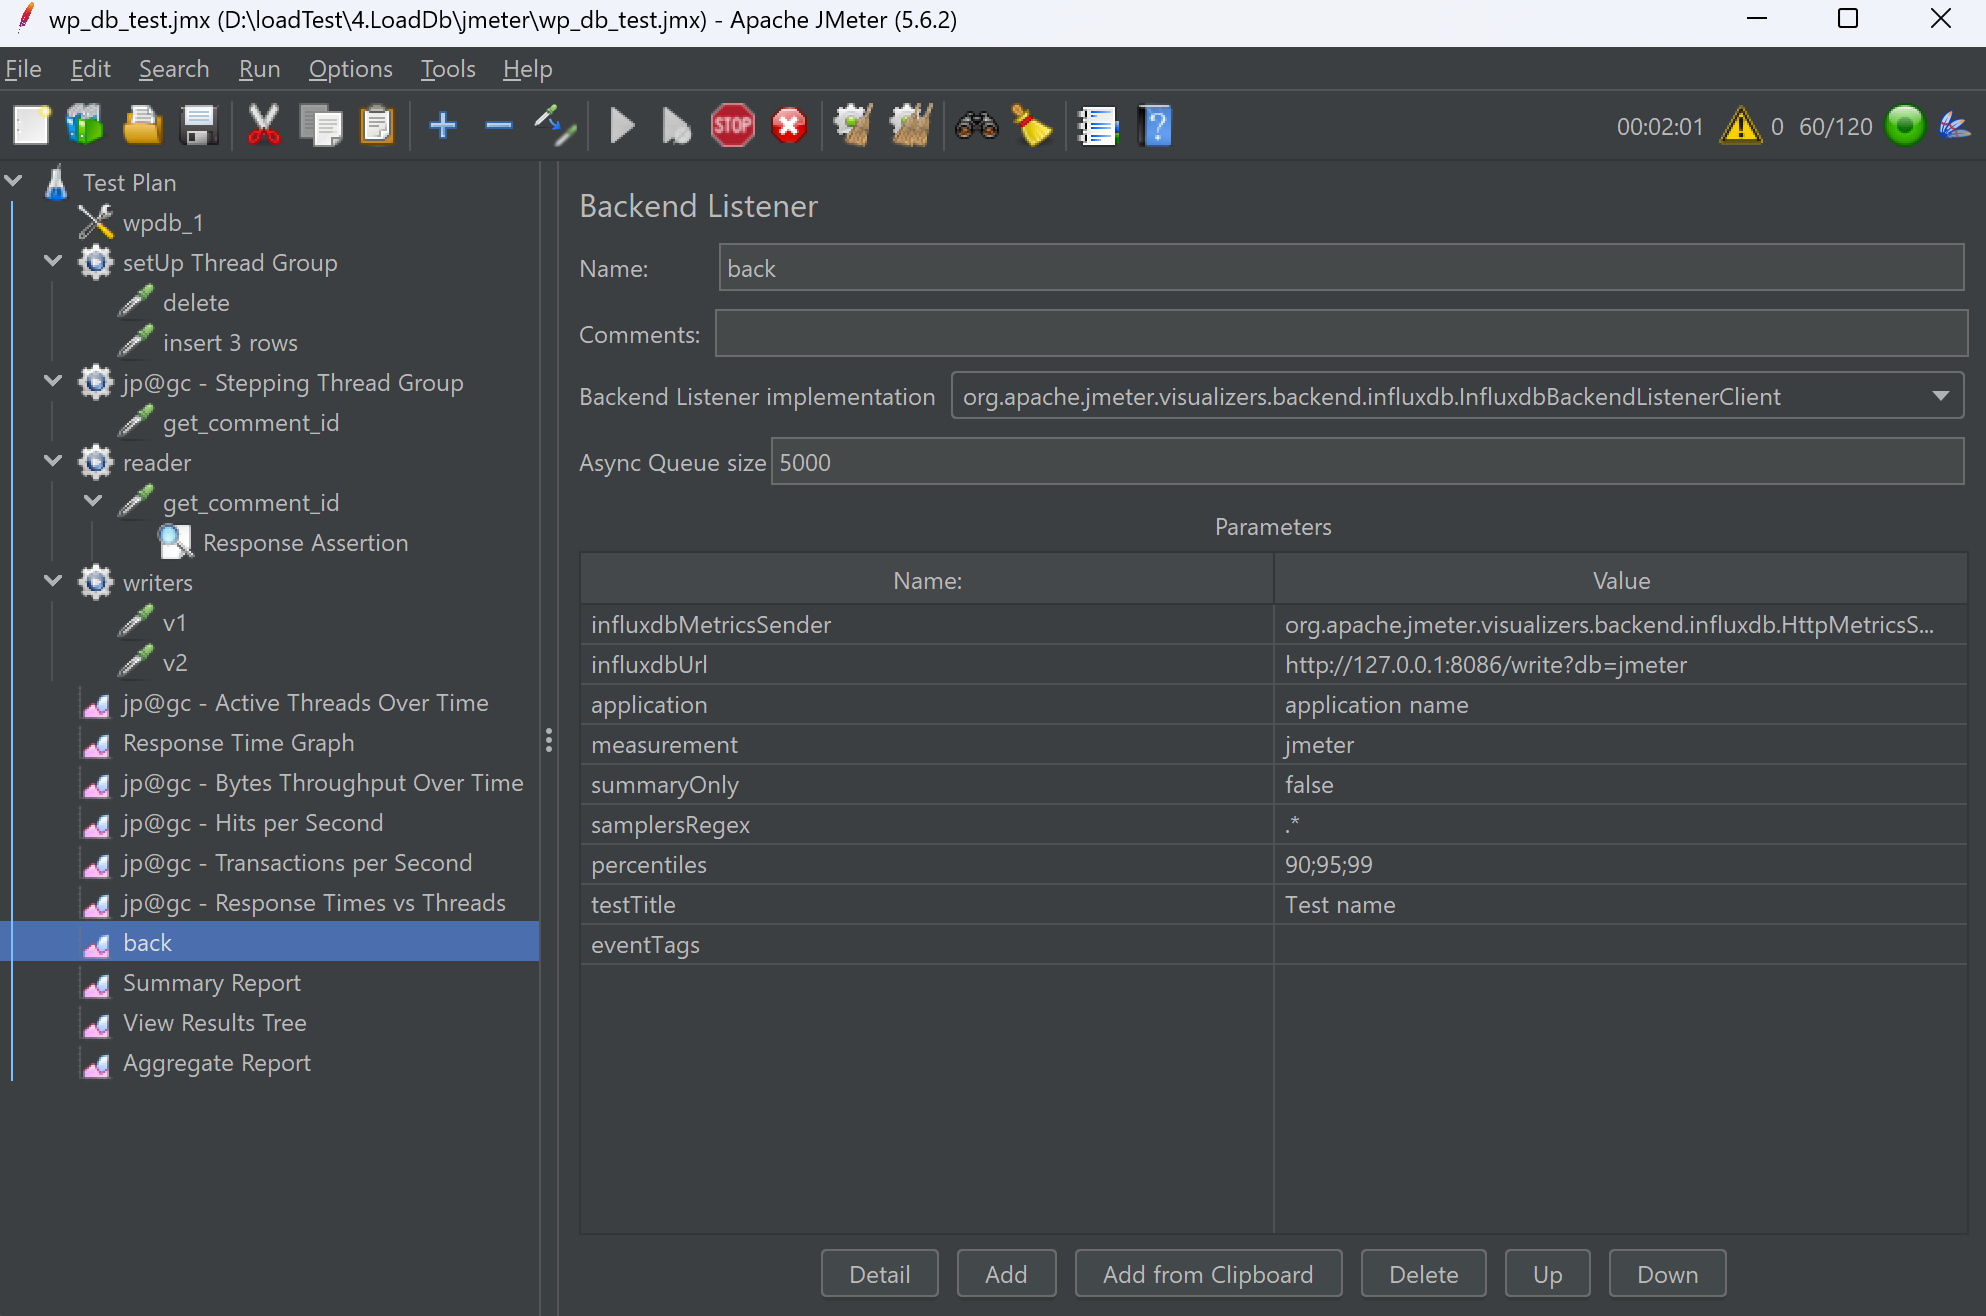 wp_db_test.jmx (D:\loadTest\4.LoadDb\jmeter\wp_db_test.jmx) - Apache JMeter (5.6.2)
File Edit Search Run Options Tools Help
STOP ? 00:02:01 0 60/120
Test Plan
wpdb_1
setUp Thread Group
delete
insert 3 rows
jp@gc - Stepping Thread Group
get_comment_id
reader
get_comment_id
Response Assertion
writers
v1
v2
jp@gc - Active Threads Over Time
Response Time Graph
jp@gc - Bytes Throughput Over Time
jp@gc - Hits per Second
jp@gc - Transactions per Second
jp@gc - Response Times vs Threads
back
Summary Report
View Results Tree
Aggregate Report
Backend Listener
Name: back
Comments:
Backend Listener implementation org.apache.jmeter.visualizers.backend.influxdb.InfluxdbBackendListenerClient
Async Queue size 5000
Parameters
Name: Value
influxdbMetricsSender org.apache.jmeter.visualizers.backend.influxdb.HttpMetricsS...
influxdbUrl http://127.0.0.1:8086/write?db=jmeter
application application name
measurement jmeter
summaryOnly false
samplersRegex .*
percentiles 90;95;99
testTitle Test name
eventTags
Detail Add Add from Clipboard Delete Up Down